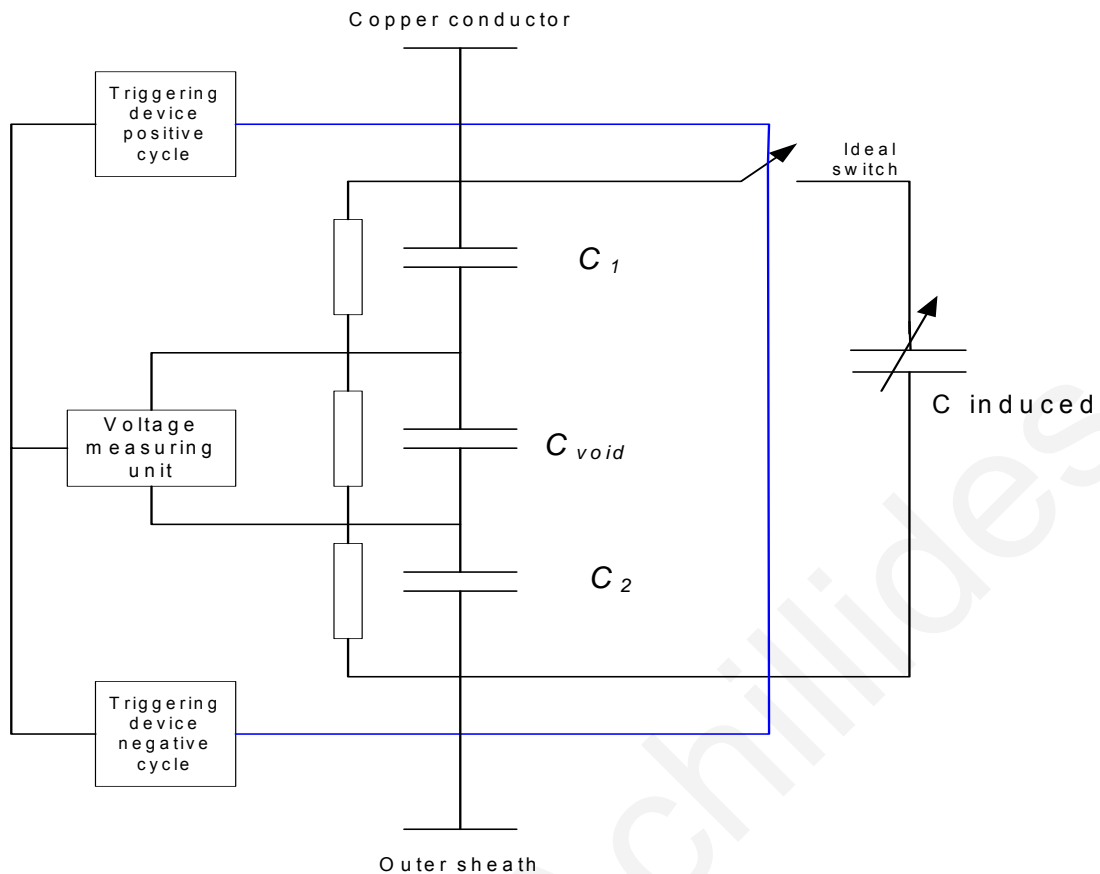 Copper conductor
Triggering
device
positive
cycle
Ideal
switch
C 1
C induced
Voltage
measuring
unit
C void
C 2
Triggering
device
negative
cycle
Outer sheath
chillides